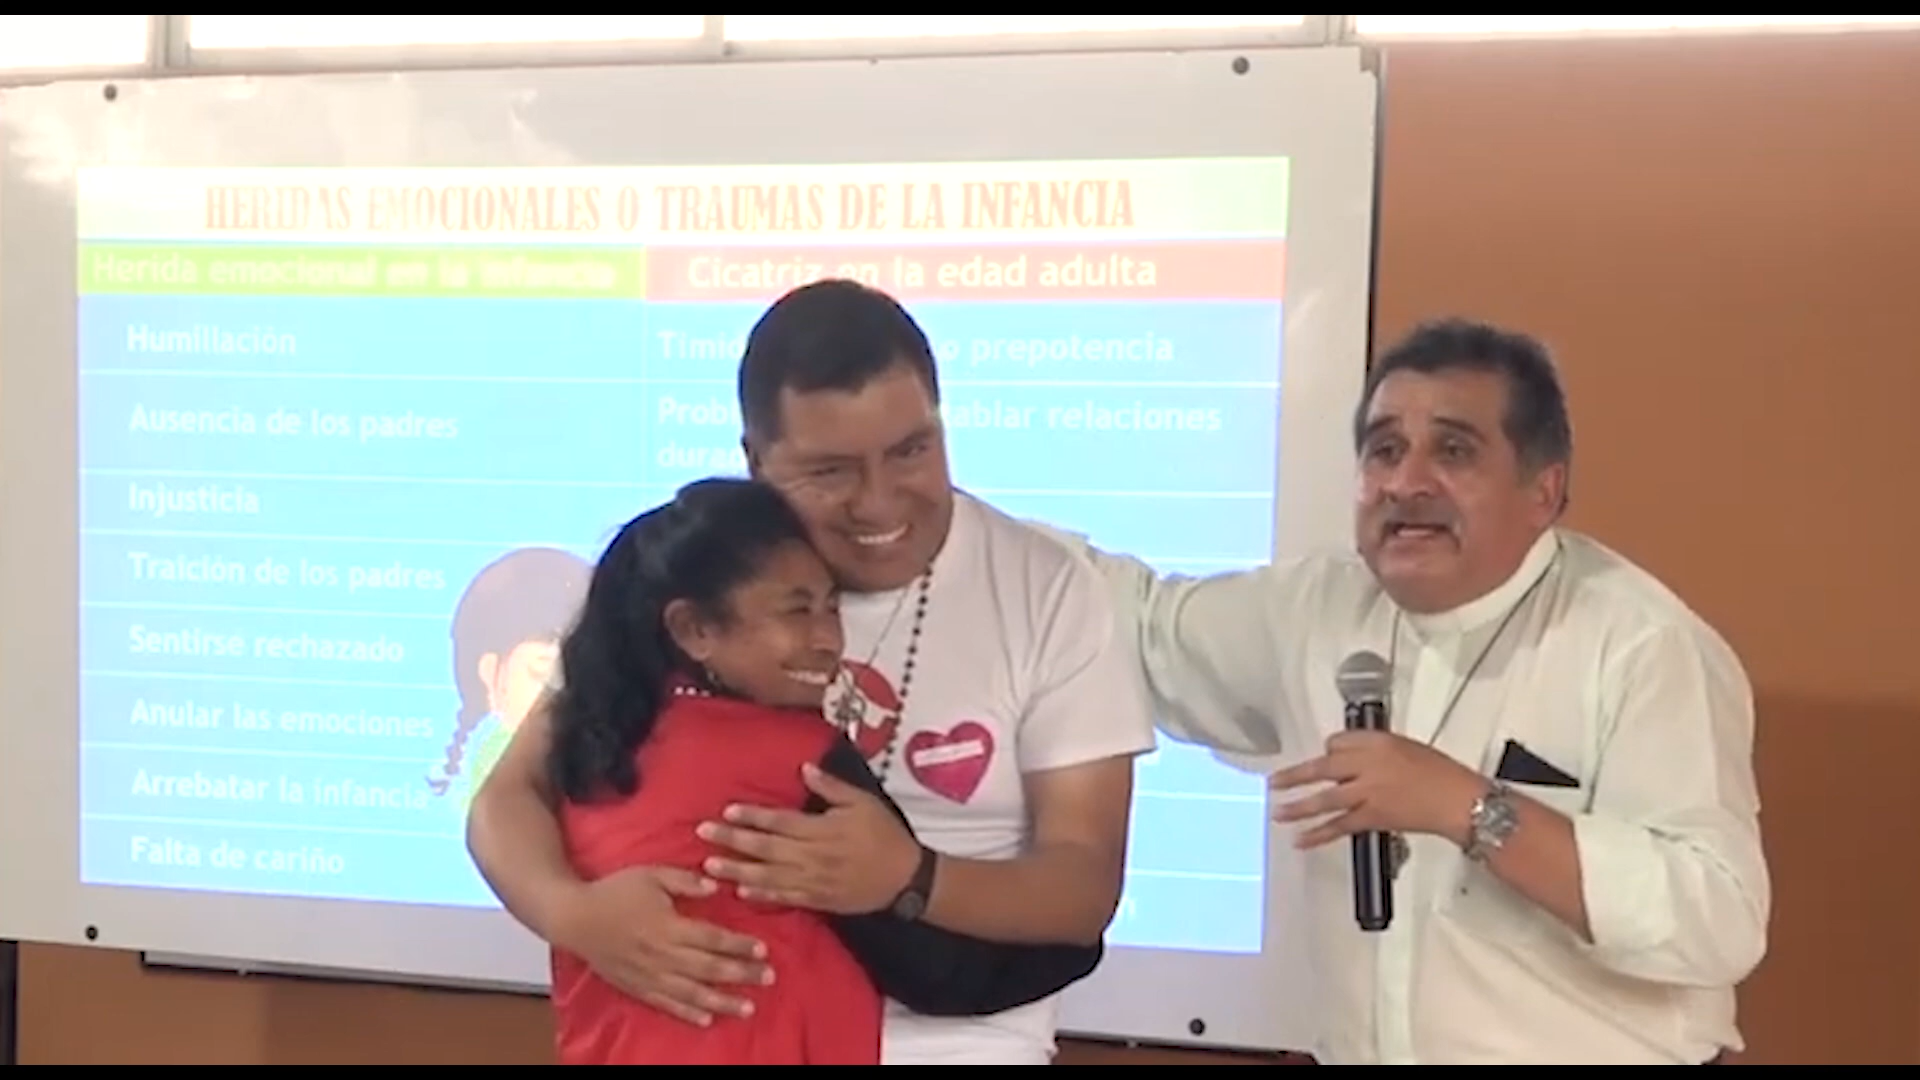 HERIDAS EMOCIONALES O TRAUMAS DE LA INFANCIA
Herida emocional en la infancia
Cicatriz en la edad adulta
Humillación
o prepotencia
Ausencia de los padres
ablar relaciones
Injusticia
Traición de los padres
Sentirse rechazado
Anular las emociones
Arrebatar la infancia
Falta de cariño